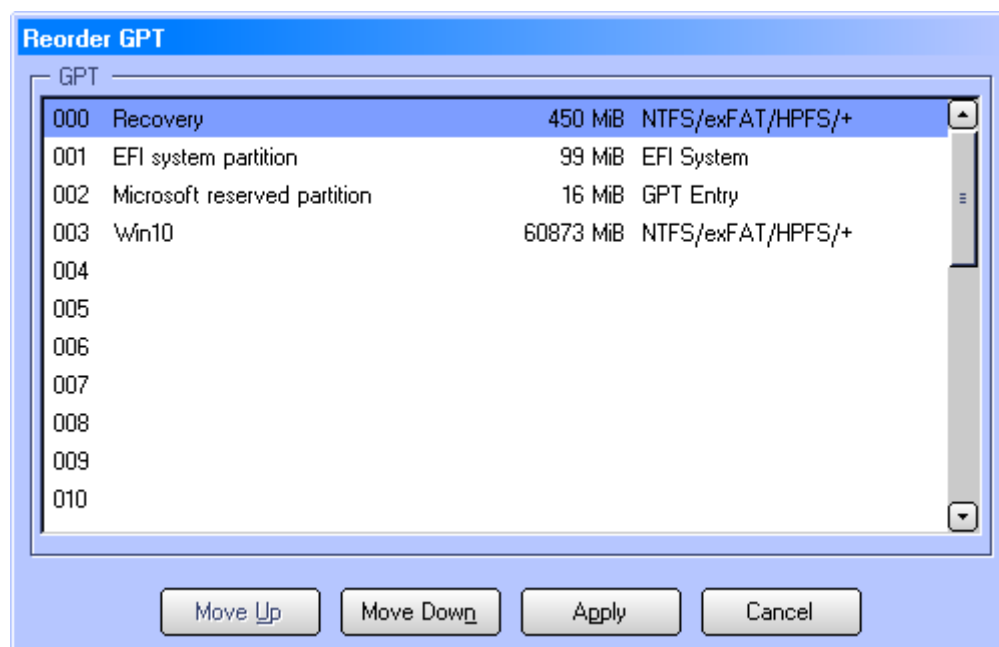 Reorder GPT
GPT
000 Recovery 450 MiB NTFS/exFAT/HPFS/+
001 EFI system partition 99 MiB EFI System
002 Microsoft reserved partition 16 MiB GPT Entry
003 Win10 60873 MiB NTFS/exFAT/HPFS/+
004
005
006
007
008
009
010
Move Up Move Down Apply Cancel